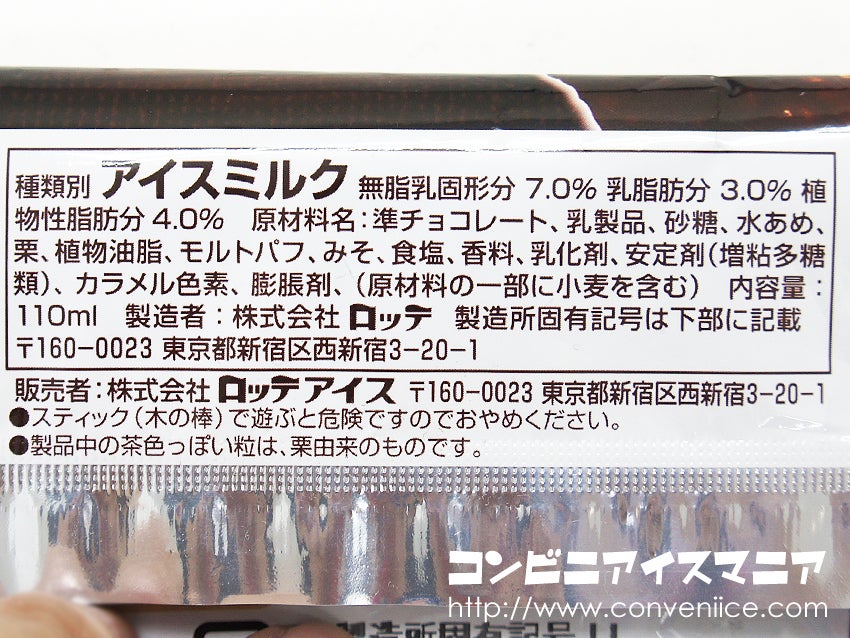 種類別 アイスミルク 無脂乳固形分 7.0% 乳脂肪分 3.0% 植
物性脂肪分 4.0% 原材料名：準チョコレート、乳製品、砂糖、水あめ、
栗、植物油脂、モルトパフ、みそ、食塩、香料、乳化剤、安定剤（増粘多糖
類）、カラメル色素、膨脹剤、（原材料の一部に小麦を含む） 内容量：
110ml 製造者：株式会社 ロッテ 製造所固有記号は下部に記載
〒160-0023 東京都新宿区西新宿3-20-1
販売者：株式会社 ロッテアイス 〒160-0023 東京都新宿区西新宿3-20-1
●スティック（木の棒）で遊ぶと危険ですのでおやめください。
●製品中の茶色っぽい粒は、栗由来のものです。
コンビニアイスマニア
http://www.conveniice.com/
製造所固有記号